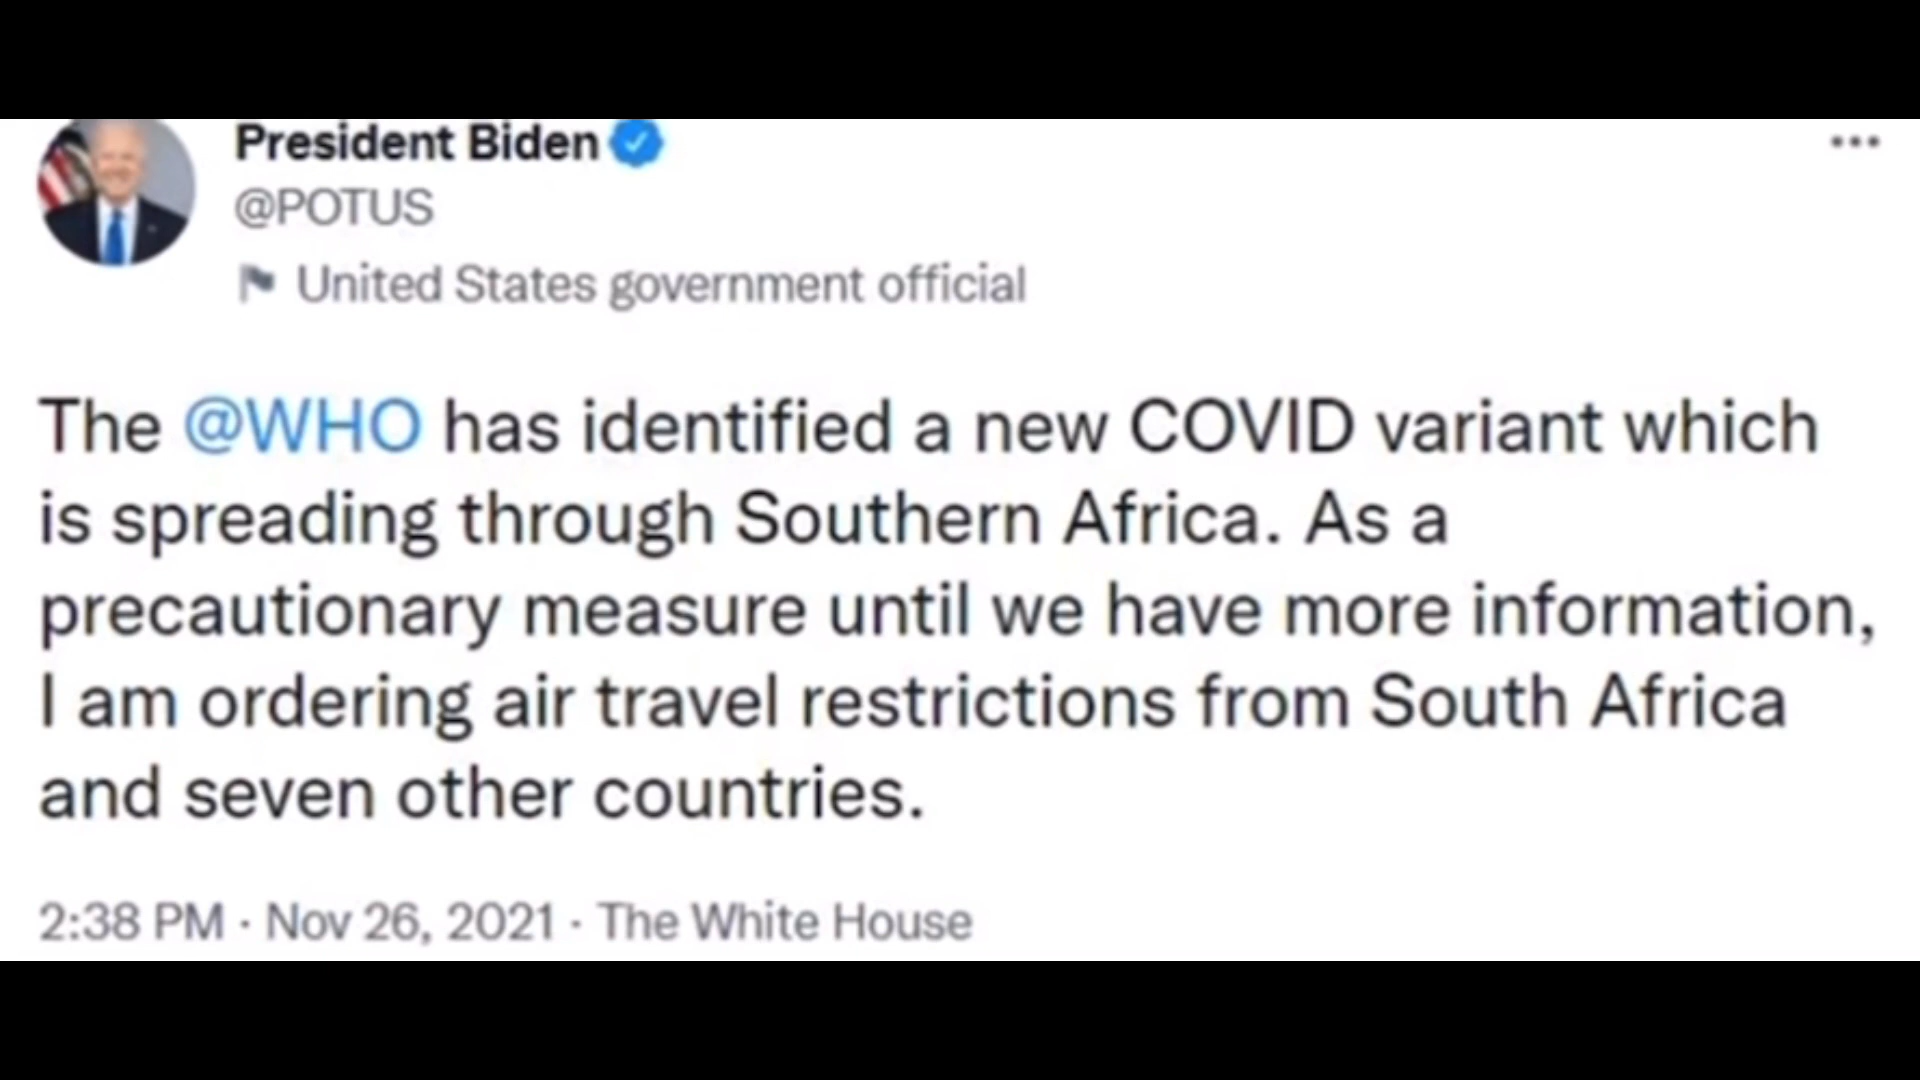 President Biden
@POTUS
United States government official
The @WHO has identified a new COVID variant which
is spreading through Southern Africa. As a
precautionary measure until we have more information,
I am ordering air travel restrictions from South Africa
and seven other countries.
2:38 PM · Nov 26, 2021 · The White House